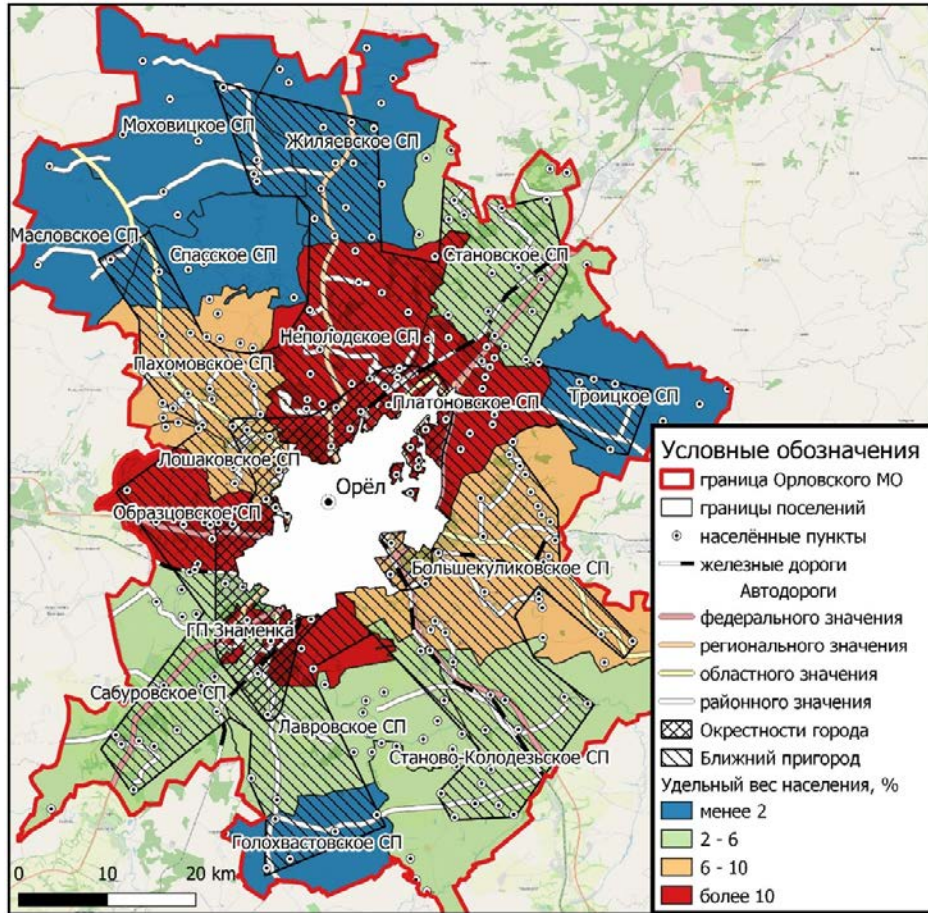 Моховицкое СП
Жиляевское СП
Масловское СП
Спасское СП
Становское СП
Неполодское СП
Пахомовское СП
Платоновское СП
Троицкое СП
Лошаковское СП
Орёл
Образцовское СП
Большекуликовское СП
ГП Знаменка
Сабуровское СП
Лавровское СП
Станово-Колодезьское СП
Голохвастовское СП
0 10 20 km
Условные обозначения
граница Орловского МО
границы поселений
населённые пункты
железные дороги
Автодороги
федерального значения
регионального значения
областного значения
районного значения
Окрестности города
Ближний пригород
Удельный вес населения, %
менее 2
2 - 6
6 - 10
более 10